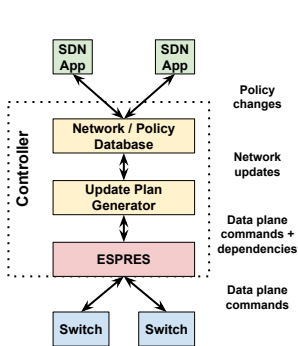 SDN
App
SDN
App
Policy
changes
Controller
Network / Policy
Database
Network
updates
Update Plan
Generator
Data plane
commands +
dependencies
ESPRES
Data plane
commands
Switch
Switch